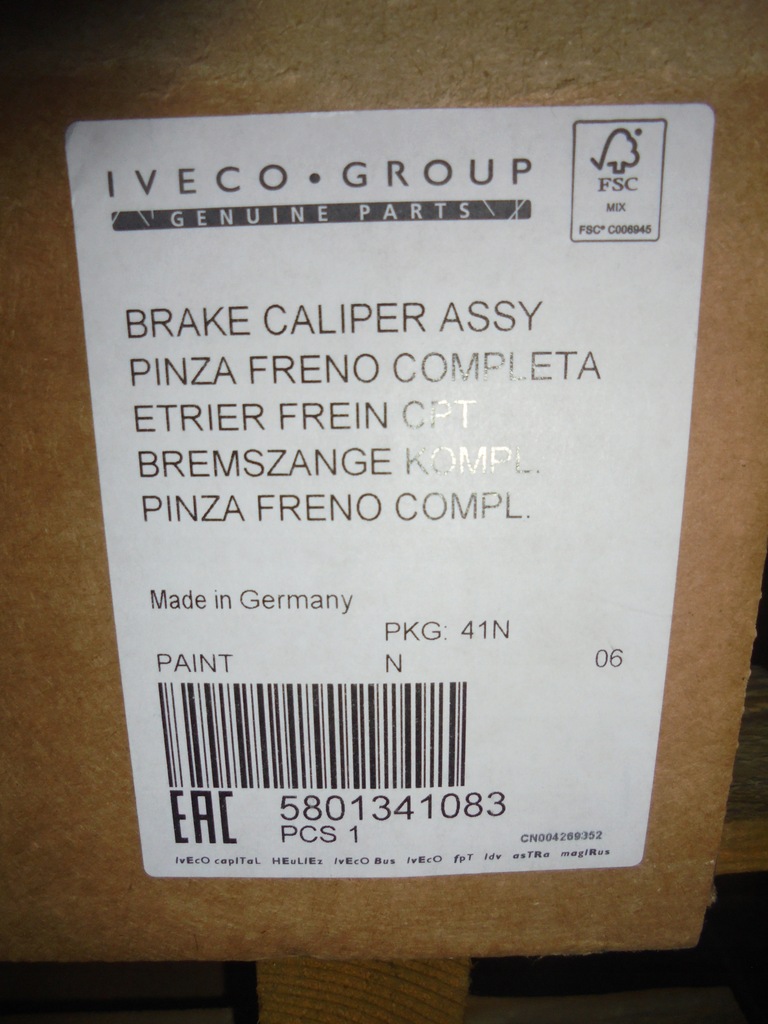 IVECO • GROUP
GENUINE PARTS
FSC
MIX
FSC® C006945
BRAKE CALIPER ASSY
PINZA FRENO COMPLETA
ETRIER FREIN CPT
BREMSZANGE KOMPL.
PINZA FRENO COMPL.
Made in Germany
PKG: 41N
PAINT N 06
EAC 5801341083
PCS 1
CN004269352
IvEcO capITaL HEuLIEz IvEcO Bus IvEcO fpT Idv asTRa magIRus